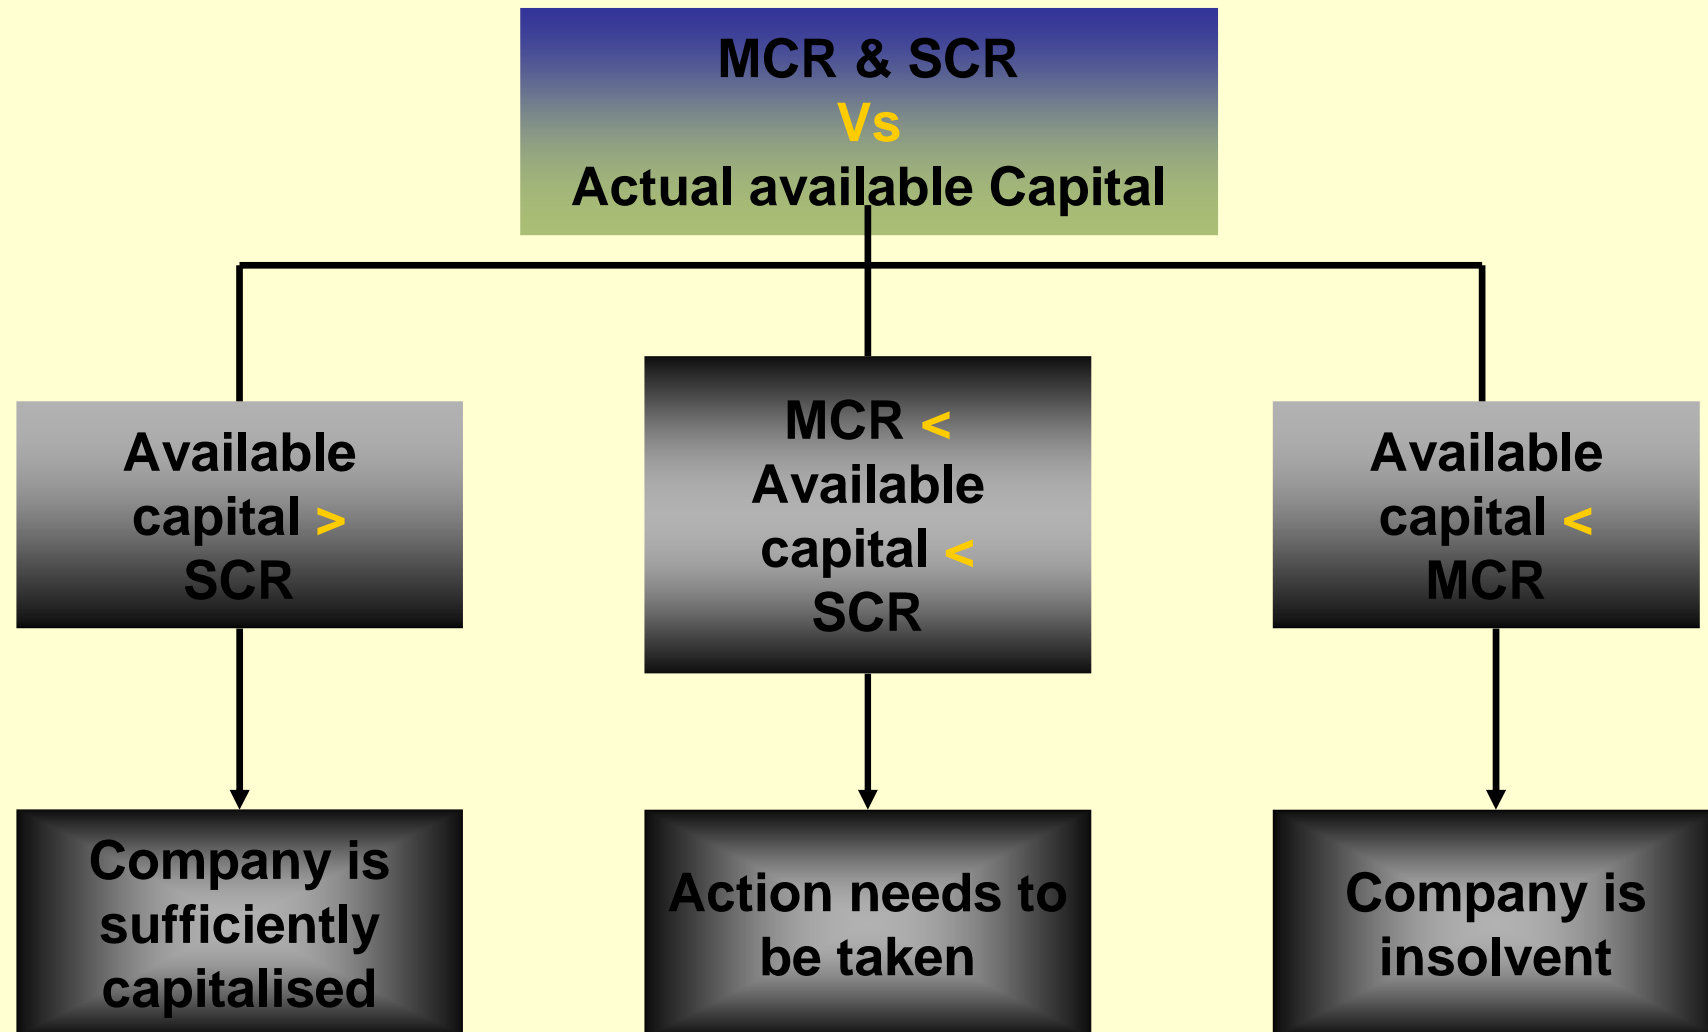 MCR & SCR
Vs
Actual available Capital
Available
capital >
SCR
MCR <
Available
capital <
SCR
Available
capital <
MCR
Company is
sufficiently
capitalised
Action needs to
be taken
Company is
insolvent